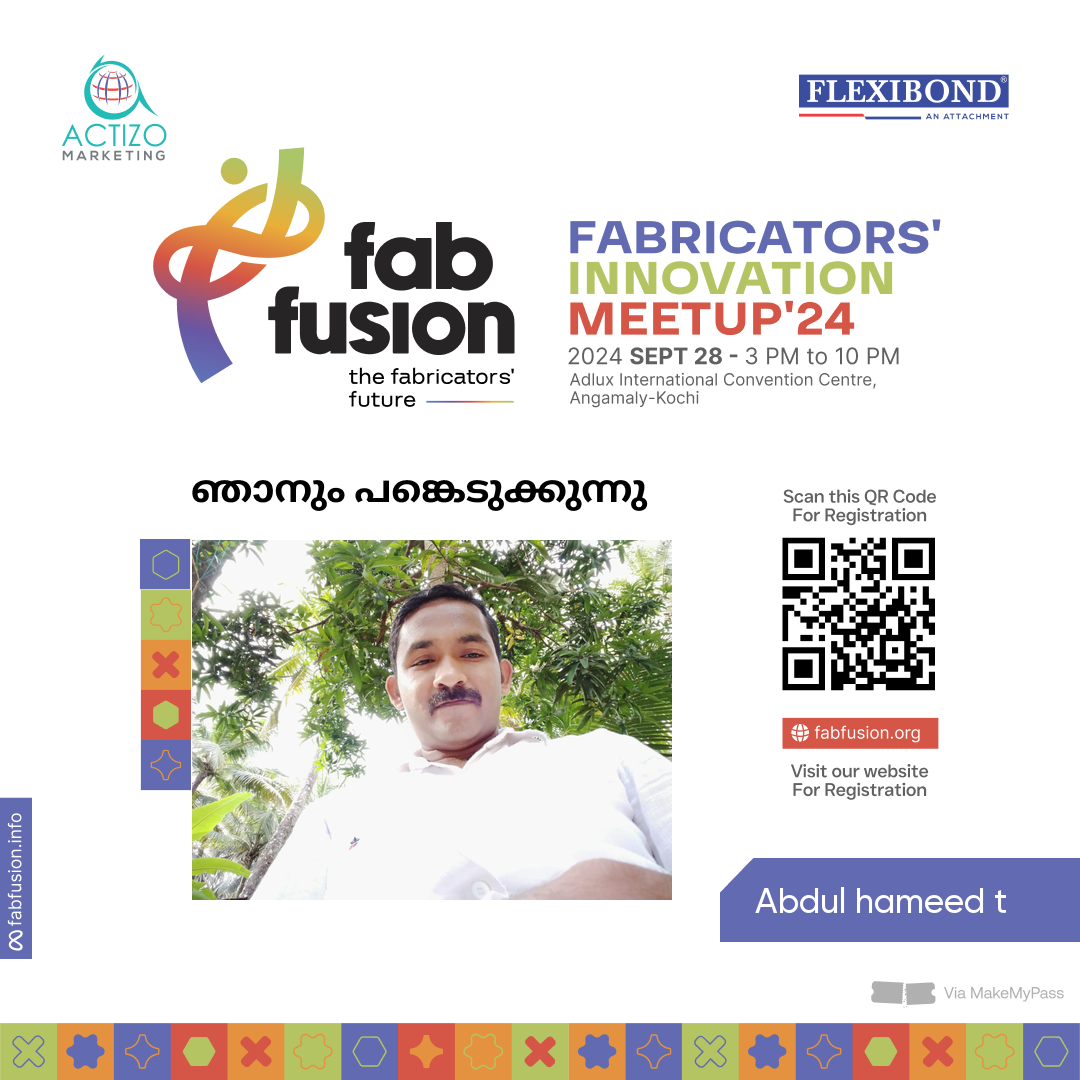 ACTIZO
MARKETING
FLEXIBOND®
AN ATTACHMENT
fab
fusion
the fabricators'
future
FABRICATORS'
INNOVATION
MEETUP'24
2024 SEPT 28 - 3 PM to 10 PM
Adlux International Convention Centre,
Angamaly-Kochi
ഞാനും പങ്കെടുക്കുന്നു
Scan this QR Code
For Registration
fabfusion.org
Visit our website
For Registration
fabfusion.info
Abdul hameed t
Via MakeMyPass